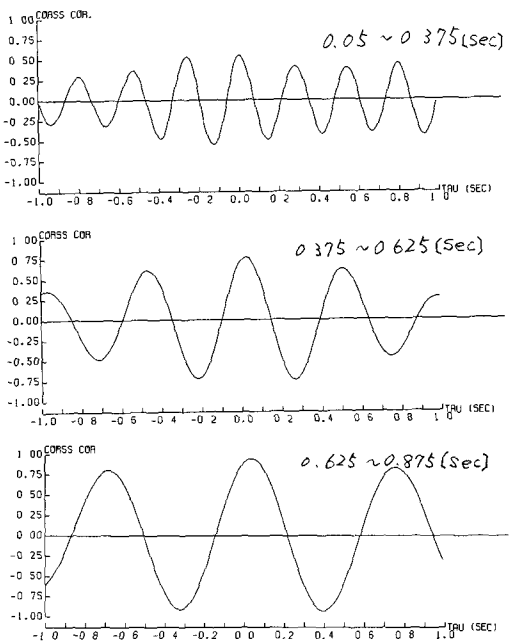 CORSS COR.
0.05 ~ 0 375(sec)
1 00
0.75
0 50
0.25
0.00
-0 25
-0.50
-0.75
-1.00
-1.0 -0 8 -0.6 -0.4 -0.2 0.0 0 2 0.4 0.6 0.8 1 0
TAU (SEC)
CORSS COR
0 375 ~ 0 625(sec)
1 00
0 75
0.50
0.25
0.00
-0 25
-0 50
-0.75
-1.00
-1.0 -0 8 -0 6 -0 4 -0 2 0.0 0 2 0 4 0 6 0 8 1 0
TAU (SEC)
CORSS COR
0.625 ~ 0.875(sec)
1 00
0 75
0 50
0 25
0 00
-0 25
-0 50
-0 75
-1.00
-1 0 -0 8 -0 6 -0 4 -0 2 0 0 0 2 0 4 0 6 0 8 1.0
TAU (SEC)